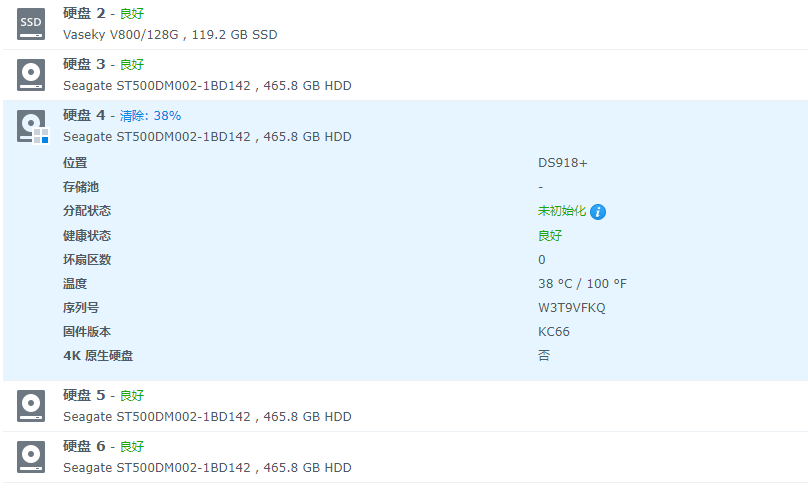 硬盘 2 - 良好
SSD
Vaseky V800/128G , 119.2 GB SSD
硬盘 3 - 良好
Seagate ST500DM002-1BD142 , 465.8 GB HDD
硬盘 4 - 清除: 38%
Seagate ST500DM002-1BD142 , 465.8 GB HDD
位置 DS918+
存储池 -
分配状态 未初始化 i
健康状态 良好
坏扇区数 0
温度 38 °C / 100 °F
序列号 W3T9VFKQ
固件版本 KC66
4K 原生硬盘 否
硬盘 5 - 良好
Seagate ST500DM002-1BD142 , 465.8 GB HDD
硬盘 6 - 良好
Seagate ST500DM002-1BD142 , 465.8 GB HDD